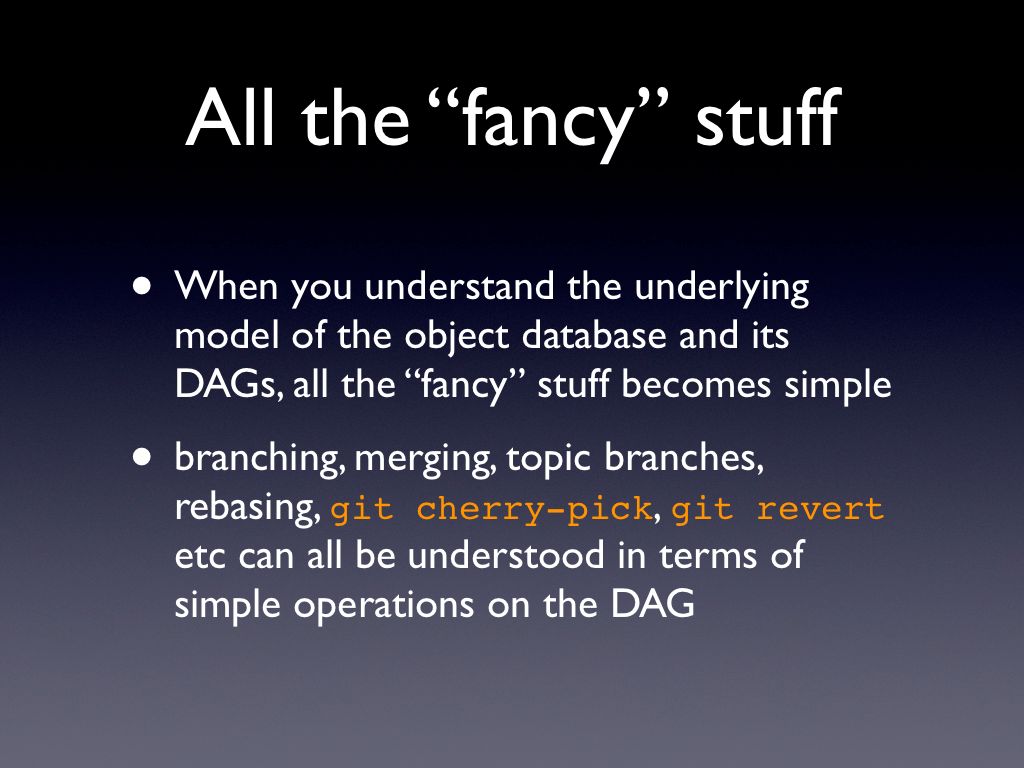 All the “fancy” stuff
• When you understand the underlying
model of the object database and its
DAGs, all the “fancy” stuff becomes simple
• branching, merging, topic branches,
rebasing, git cherry-pick, git revert
etc can all be understood in terms of
simple operations on the DAG